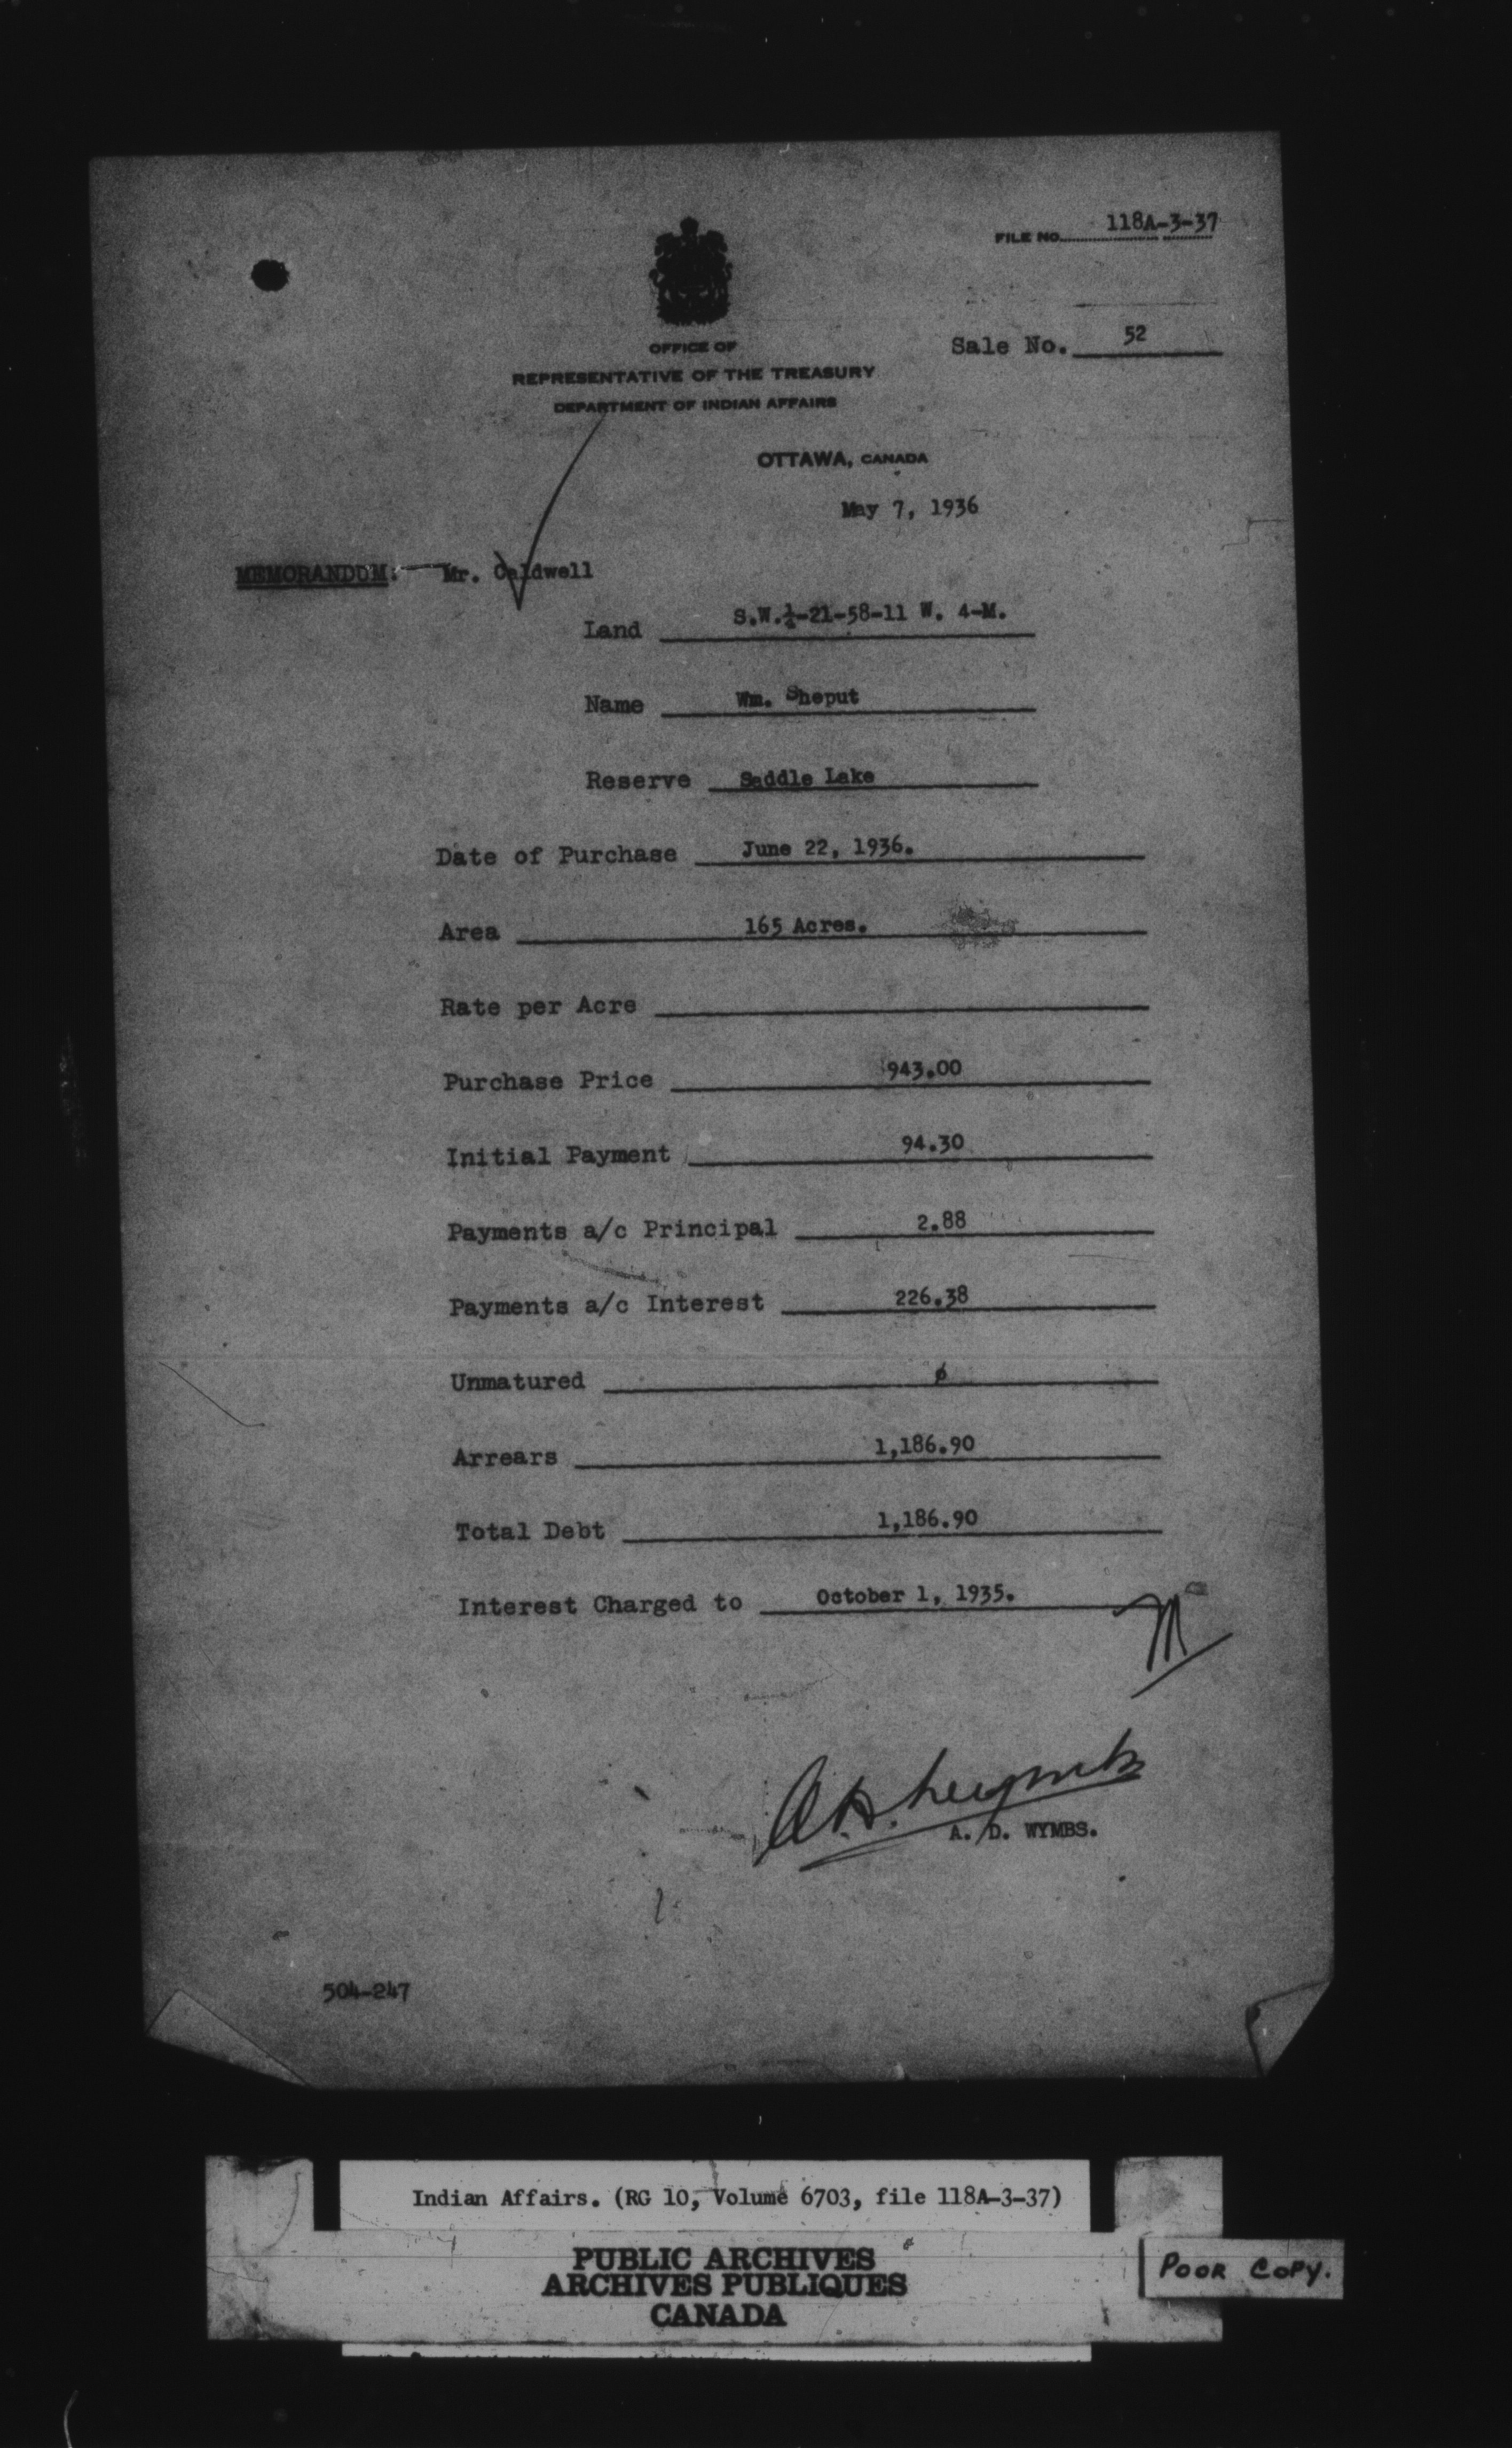 FILE NO. 118A-3-37
Sale No. 52
OFFICE OF
REPRESENTATIVE OF THE TREASURY
DEPARTMENT OF INDIAN AFFAIRS
OTTAWA, CANADA
May 7, 1936
MEMORANDUM: Mr. Caldwell
Land S.W.¼-21-58-11 W. 4-M.
Name Wm. Sheput
Reserve Saddle Lake
Date of Purchase June 22, 1936.
Area 165 Acres.
Rate per Acre
Purchase Price 943.00
Initial Payment 94.30
Payments a/c Principal 2.88
Payments a/c Interest 226.38
Unmatured ø
Arrears 1,186.90
Total Debt 1,186.90
Interest Charged to October 1, 1935.
M
A.D. Wymbs
A. D. WYMBS.
504-247
Indian Affairs. (RG 10, Volume 6703, file 118A-3-37)
PUBLIC ARCHIVES
ARCHIVES PUBLIQUES
CANADA
POOR COPY.